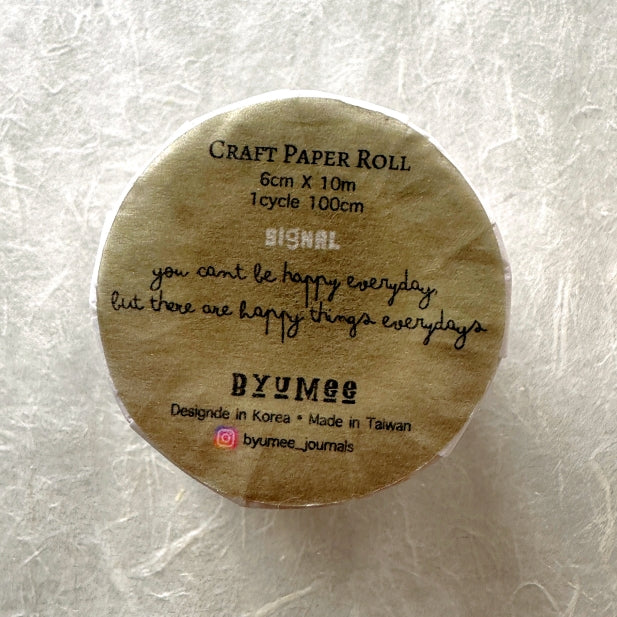 CRAFT PAPER ROLL
6cm X 10m
1cycle 100cm
SIGNAL
you cant be happy everyday,
but there are happy things everydays
BYUMee
Designde in Korea • Made in Taiwan
byumee_journals